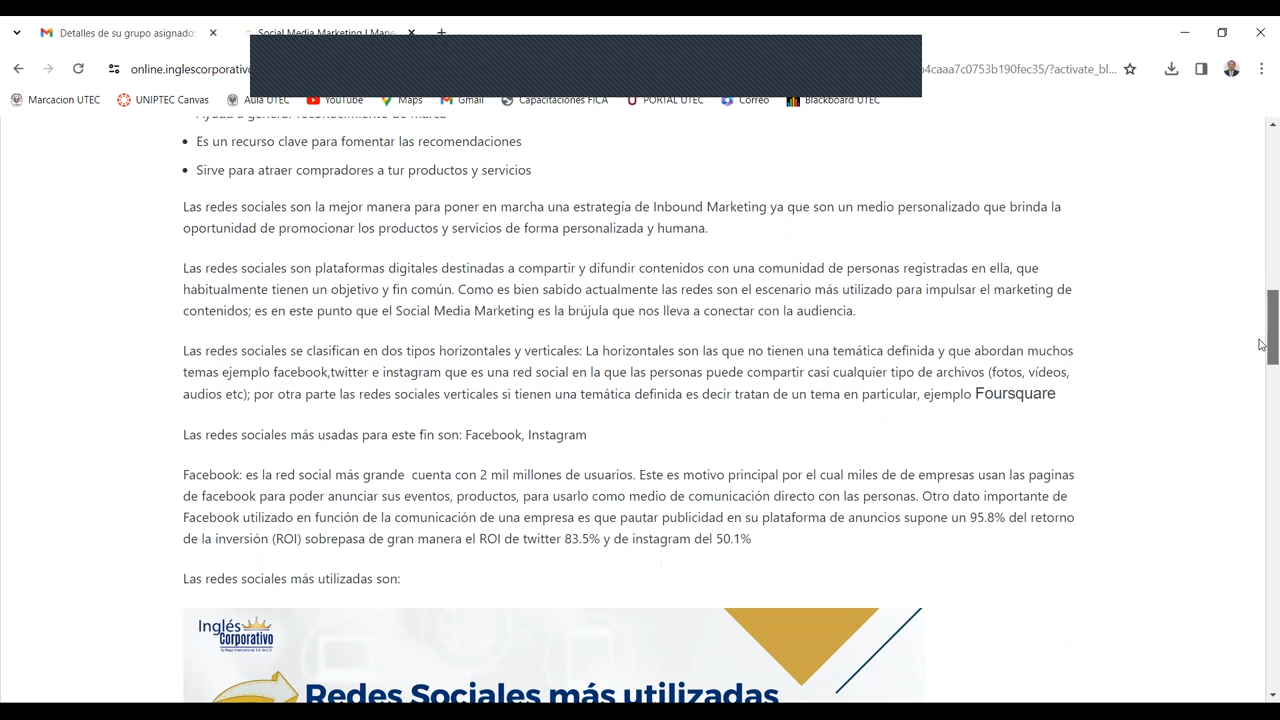 Detalles de su grupo asignado
Social Media Marketing | Mane
online.inglescorporativo
b4caaa7c0753b190fec35/?activate_bl...
Marcacion UTEC
UNIPTEC Canvas
Aula UTEC
YouTube
Maps
Gmail
Capacitaciones FICA
PORTAL UTEC
Correo
Blackboard UTEC
Ayuda a generar reconocimiento de marca
• Es un recurso clave para fomentar las recomendaciones
• Sirve para atraer compradores a tur productos y servicios
Las redes sociales son la mejor manera para poner en marcha una estrategia de Inbound Marketing ya que son un medio personalizado que brinda la
oportunidad de promocionar los productos y servicios de forma personalizada y humana.
Las redes sociales son plataformas digitales destinadas a compartir y difundir contenidos con una comunidad de personas registradas en ella, que
habitualmente tienen un objetivo y fin común. Como es bien sabido actualmente las redes son el escenario más utilizado para impulsar el marketing de
contenidos; es en este punto que el Social Media Marketing es la brújula que nos lleva a conectar con la audiencia.
Las redes sociales se clasifican en dos tipos horizontales y verticales: La horizontales son las que no tienen una temática definida y que abordan muchos
temas ejemplo facebook,twitter e instagram que es una red social en la que las personas puede compartir casi cualquier tipo de archivos (fotos, vídeos,
audios etc); por otra parte las redes sociales verticales si tienen una temática definida es decir tratan de un tema en particular, ejemplo Foursquare
Las redes sociales más usadas para este fin son: Facebook, Instagram
Facebook: es la red social más grande cuenta con 2 mil millones de usuarios. Este es motivo principal por el cual miles de de empresas usan las paginas
de facebook para poder anunciar sus eventos, productos, para usarlo como medio de comunicación directo con las personas. Otro dato importante de
Facebook utilizado en función de la comunicación de una empresa es que pautar publicidad en su plataforma de anuncios supone un 95.8% del retorno
de la inversión (ROI) sobrepasa de gran manera el ROI de twitter 83.5% y de instagram del 50.1%
Las redes sociales más utilizadas son:
Inglés
Corporativo
Redes Sociales más utilizadas